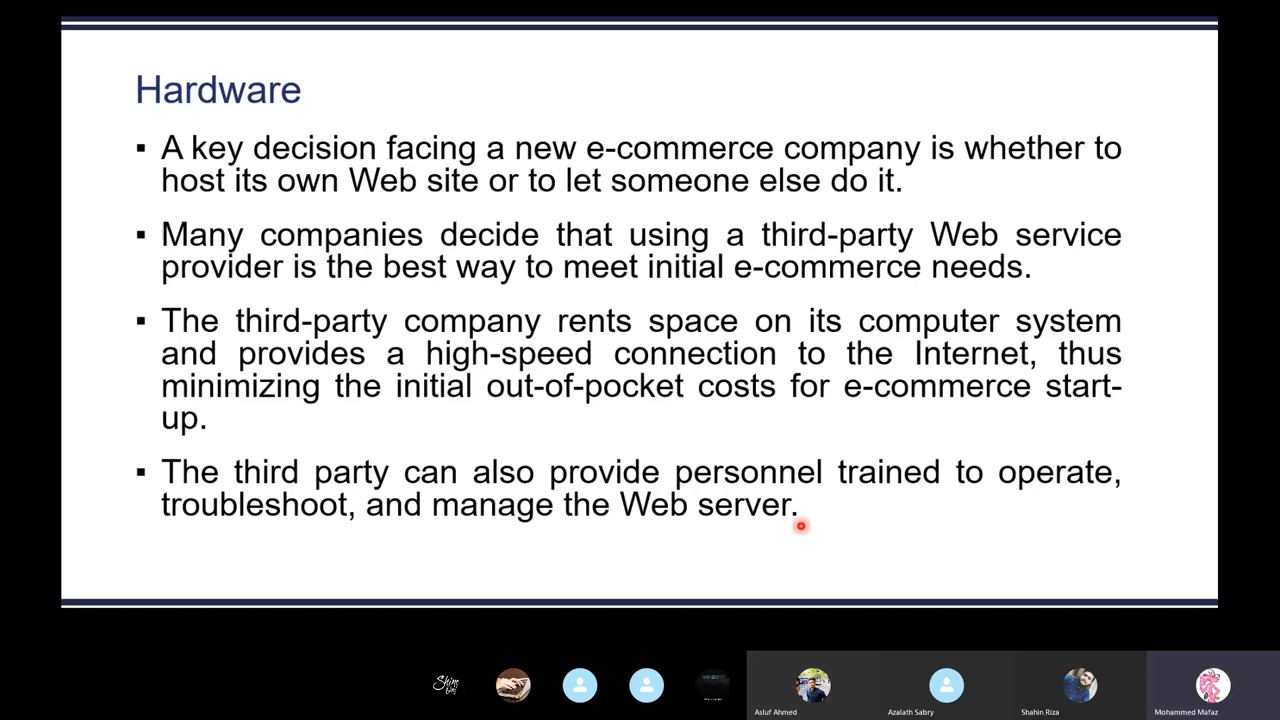 Hardware
▪ A key decision facing a new e-commerce company is whether to
host its own Web site or to let someone else do it.
▪ Many companies decide that using a third-party Web service
provider is the best way to meet initial e-commerce needs.
▪ The third-party company rents space on its computer system
and provides a high-speed connection to the Internet, thus
minimizing the initial out-of-pocket costs for e-commerce start-
up.
▪ The third party can also provide personnel trained to operate,
troubleshoot, and manage the Web server.
Asluf Ahmed
Azalath Sabry
Shahin Riza
Mohammed Mafaz